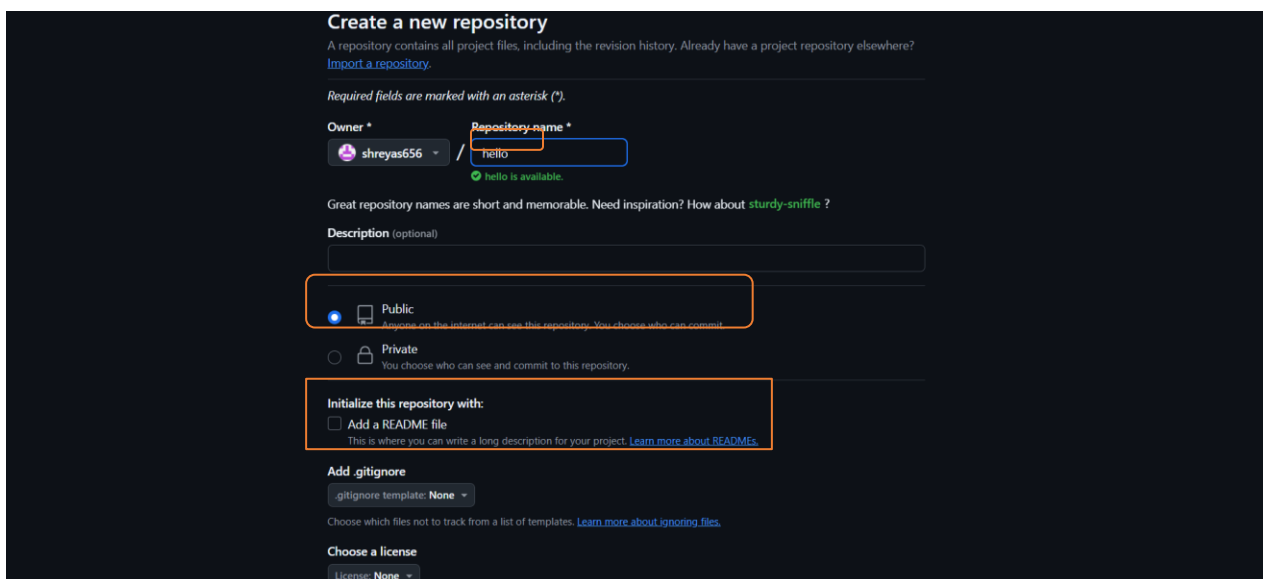 Create a new repository
A repository contains all project files, including the revision history. Already have a project repository elsewhere?
Import a repository.
Required fields are marked with an asterisk (*).
Owner * Repository name *
shreyas656 / hello
hello is available.
Great repository names are short and memorable. Need inspiration? How about sturdy-sniffle ?
Description (optional)
Public
Anyone on the internet can see this repository. You choose who can commit.
Private
You choose who can see and commit to this repository.
Initialize this repository with:
Add a README file
This is where you can write a long description for your project. Learn more about READMEs.
Add .gitignore
.gitignore template: None
Choose which files not to track from a list of templates. Learn more about ignoring files.
Choose a license
License: None